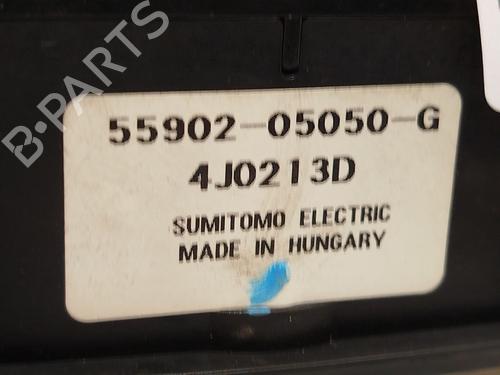 B-PARTS
55902-05050-G
4J0213D
SUMITOMO ELECTRIC
MADE IN HUNGARY